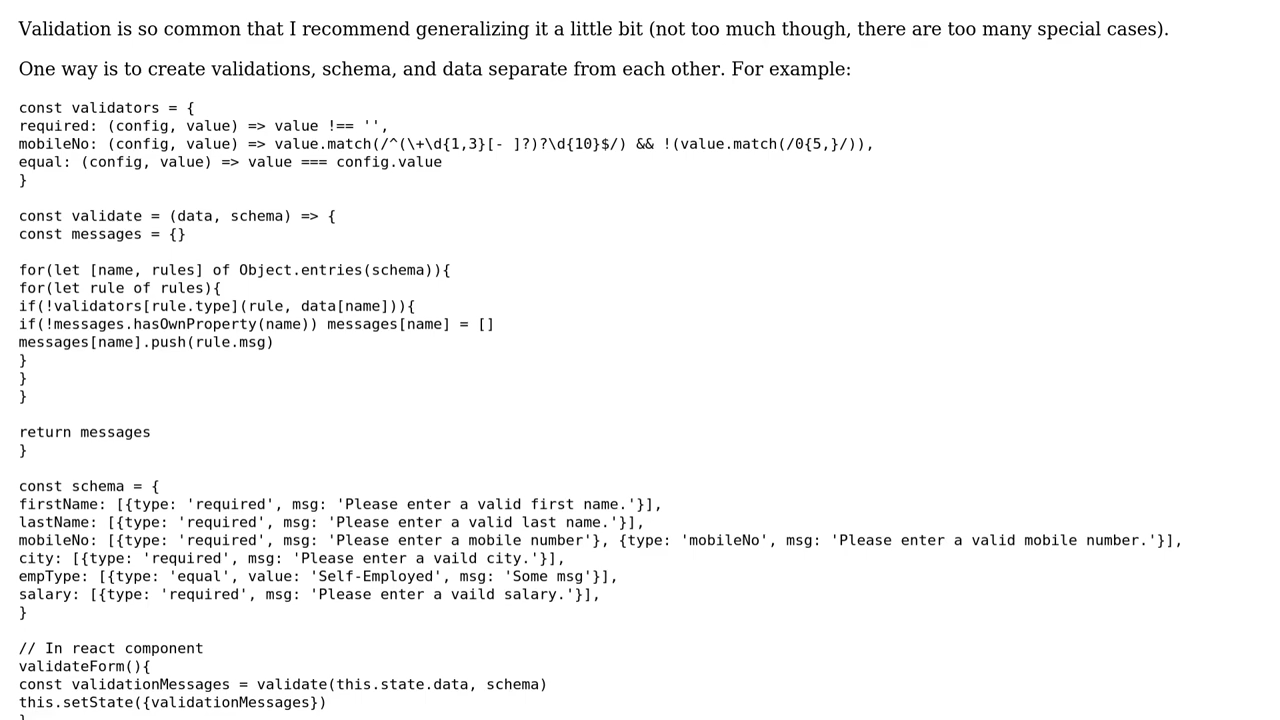 Validation is so common that I recommend generalizing it a little bit (not too much though, there are too many special cases).
One way is to create validations, schema, and data separate from each other. For example:
const validators = {
required: (config, value) => value !== '',
mobileNo: (config, value) => value.match(/^(\+\d{1,3}[- ]?)?\d{10}$/) && !(value.match(/0{5,}/)),
equal: (config, value) => value === config.value
}
const validate = (data, schema) => {
const messages = {}
for(let [name, rules] of Object.entries(schema)){
for(let rule of rules){
if(!validators[rule.type](rule, data[name])){
if(!messages.hasOwnProperty(name)) messages[name] = []
messages[name].push(rule.msg)
}
}
}
return messages
}
const schema = {
firstName: [{type: 'required', msg: 'Please enter a valid first name.'}],
lastName: [{type: 'required', msg: 'Please enter a valid last name.'}],
mobileNo: [{type: 'required', msg: 'Please enter a mobile number'}, {type: 'mobileNo', msg: 'Please enter a valid mobile number.'}],
city: [{type: 'required', msg: 'Please enter a vaild city.'}],
empType: [{type: 'equal', value: 'Self-Employed', msg: 'Some msg'}],
salary: [{type: 'required', msg: 'Please enter a vaild salary.'}],
}
// In react component
validateForm(){
const validationMessages = validate(this.state.data, schema)
this.setState({validationMessages})
}